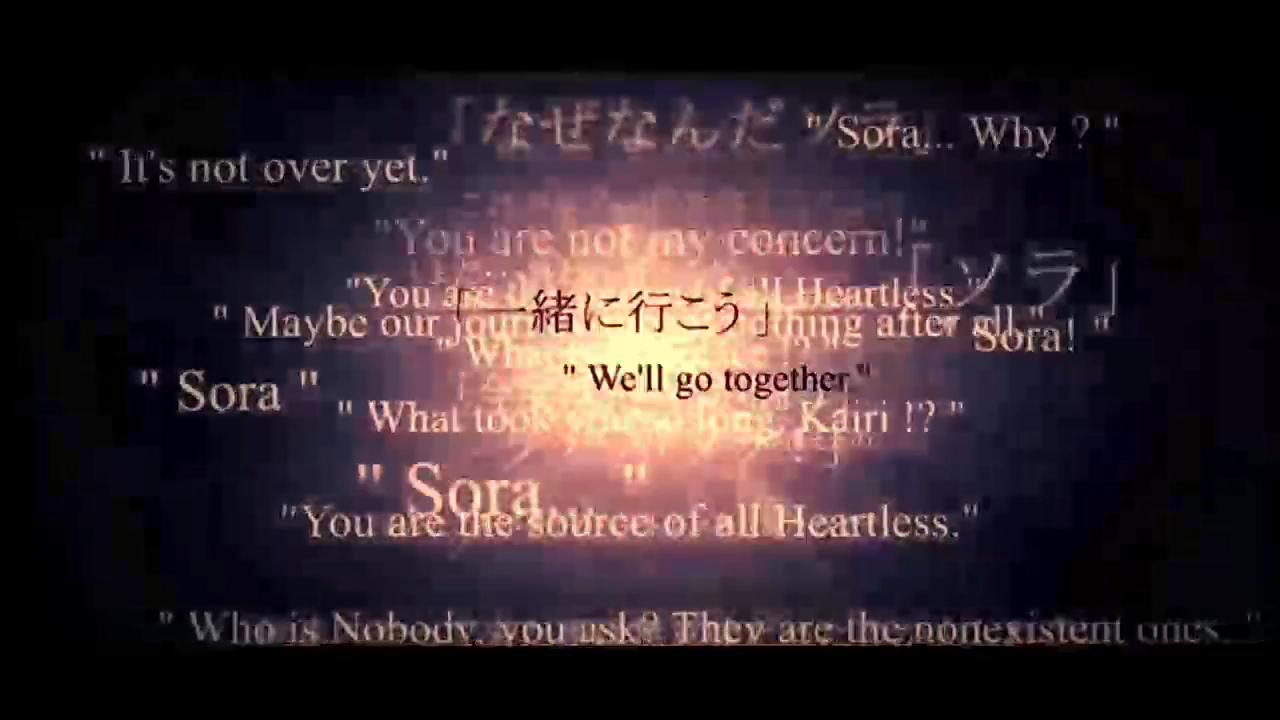 「なぜなんだ ソラ」
" Sora... Why ? "
" It's not over yet."
"You are not my concern!"
「ソラ」
"You are all Heartless."
「一緒に行こう」
" Maybe our after all."
Sora! "
" We'll go together."
" Sora "
" What took you so long, Kairi !? "
" Sora "
"You are the source of all Heartless."
" Who is Nobody, you ask? They are the nonexistent ones. "